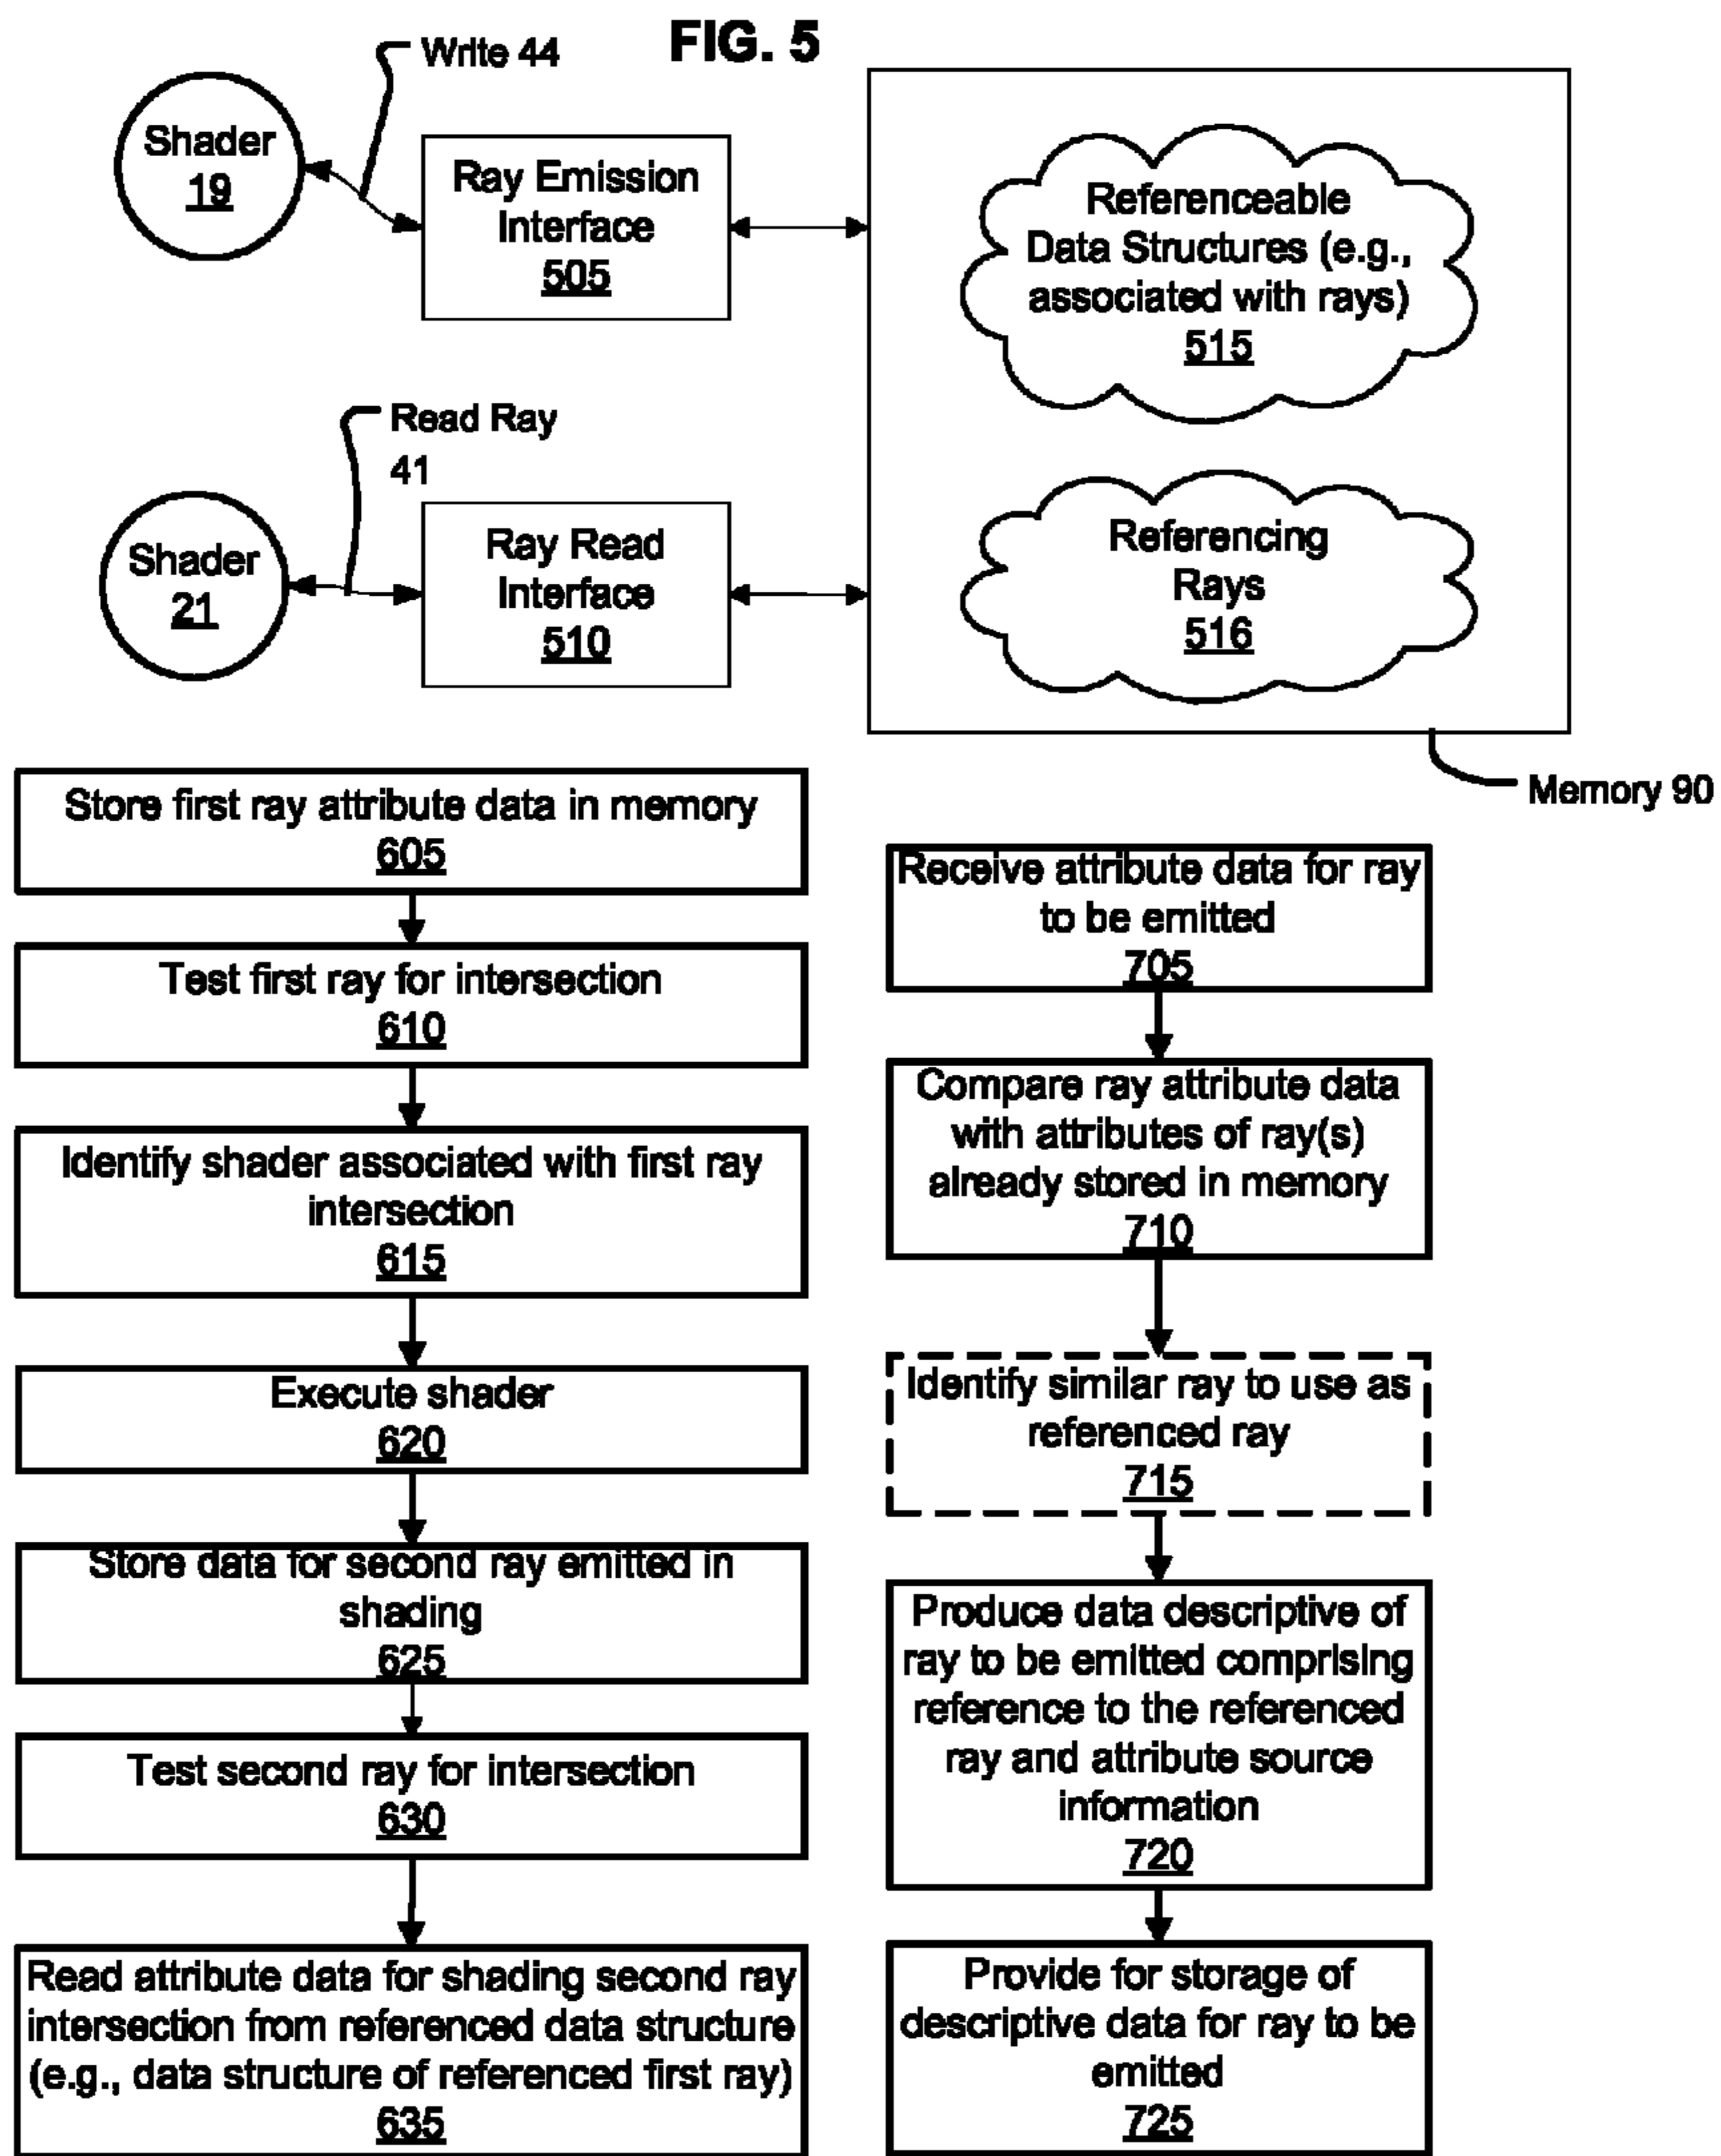 FIG. 5
Write 44
Shader
19
Ray Emission
Interface
505
Referenceable
Data Structures (e.g.,
associated with rays)
515
Read Ray
41
Shader
21
Ray Read
Interface
510
Referencing
Rays
516
Memory 90
Store first ray attribute data in memory
605
Test first ray for intersection
610
Identify shader associated with first ray
intersection
615
Execute shader
620
Store data for second ray emitted in
shading
625
Test second ray for intersection
630
Read attribute data for shading second ray
intersection from referenced data structure
(e.g., data structure of referenced first ray)
635
Receive attribute data for ray
to be emitted
705
Compare ray attribute data
with attributes of ray(s)
already stored in memory
710
Identify similar ray to use as
referenced ray
715
Produce data descriptive of
ray to be emitted comprising
reference to the referenced
ray and attribute source
information
720
Provide for storage of
descriptive data for ray to be
emitted
725